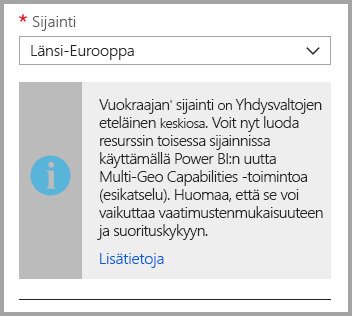 * Sijainti
Länsi-Eurooppa
Vuokraajan' sijainti on Yhdysvaltojen
eteläinen keskiosa. Voit nyt luoda
resurssin toisessa sijainnissa
käyttämällä Power BI:n uutta
Multi-Geo Capabilities -toimintoa
(esikatselu). Huomaa, että se voi
vaikuttaa vaatimustenmukaisuuteen
ja suorituskykyyn.
Lisätietoja